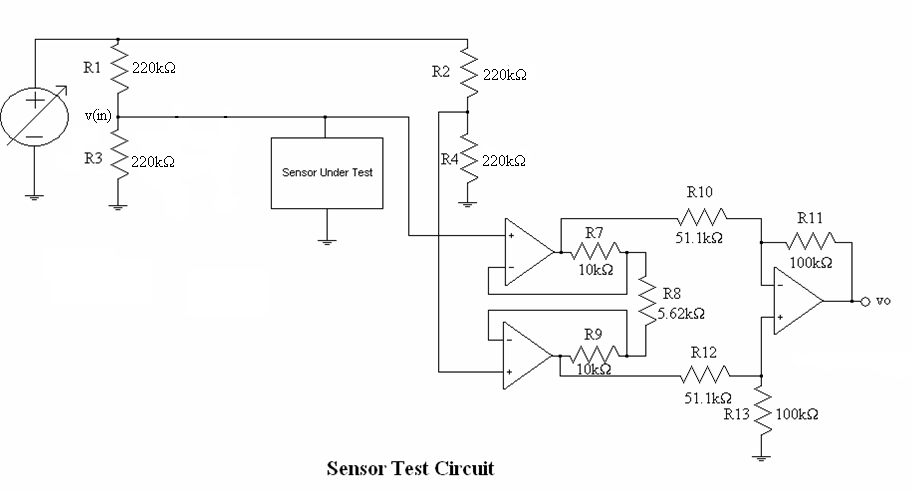 R1 220kΩ
R2 220kΩ
v(in)
R3 220kΩ
Sensor Under Test
R4 220kΩ
+
−
R10
51.1kΩ
R11
100kΩ
+
-
R7
10kΩ
R8
5.62kΩ
-
+
vo
-
+
R9
10kΩ
R12
51.1kΩ
R13 100kΩ
Sensor Test Circuit